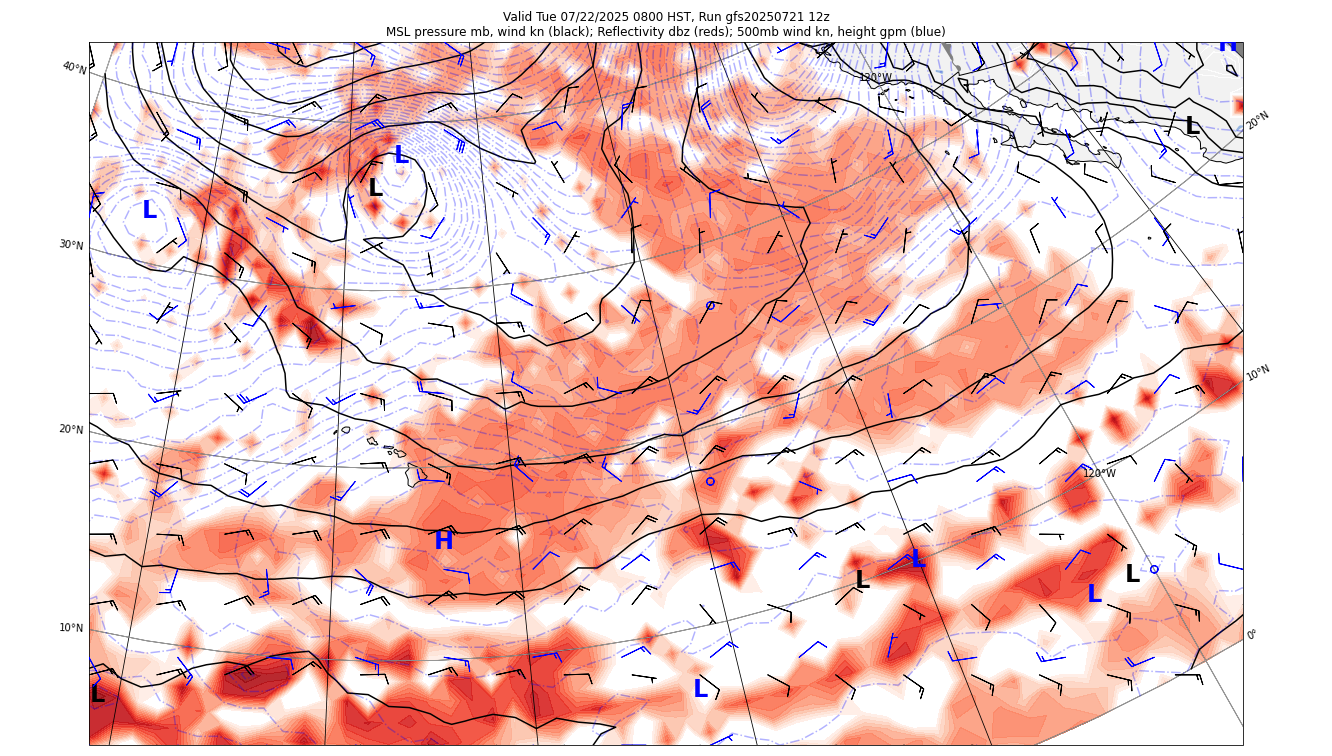 Valid Tue 07/22/2025 0800 HST, Run gfs20250721 12z
MSL pressure mb, wind kn (black); Reflectivity dbz (reds); 500mb wind kn, height gpm (blue)
H
40°N
120°W
20°N
L
L
L
L
30°N
10°N
20°N
120°W
H
L
L
L
L
10°N
0°
L
L